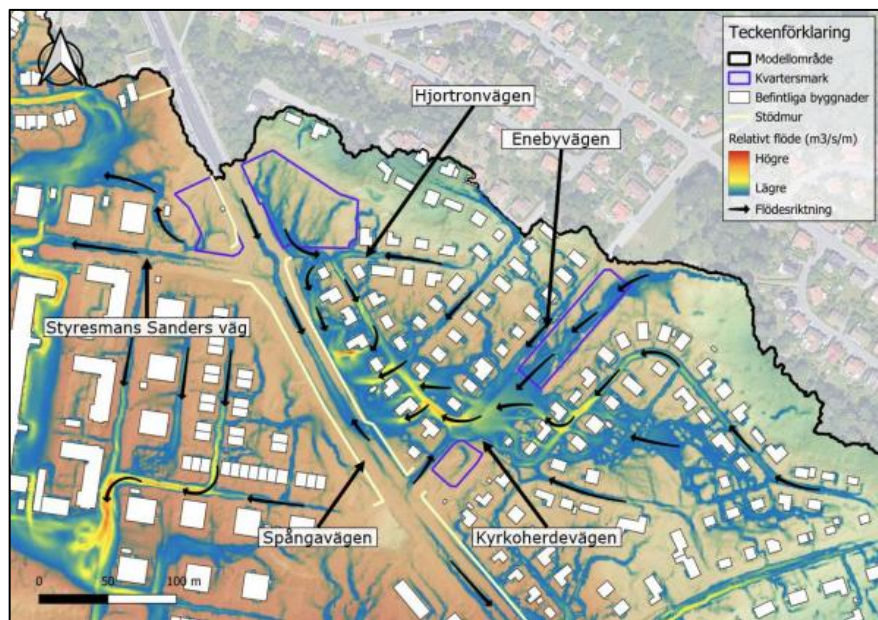 Teckenförklaring
Modellområde
Kvartersmark
Befintliga byggnader
Stödmur
Relativt flöde (m3/s/m)
Högre
Lägre
Flödesriktning
Hjortronvägen
Enebyvägen
Styresmans Sanders väg
Spångavägen
Kyrkoherdevägen
0 50 100 m